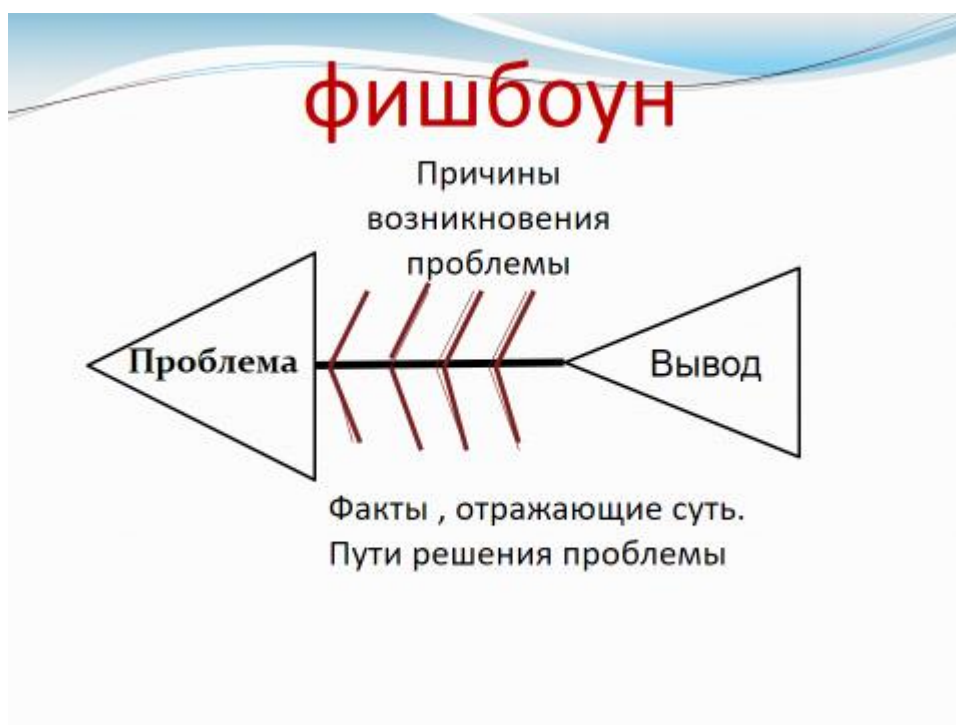 фишбоун
Причины
возникновения
проблемы
Проблема
Вывод
Факты , отражающие суть.
Пути решения проблемы